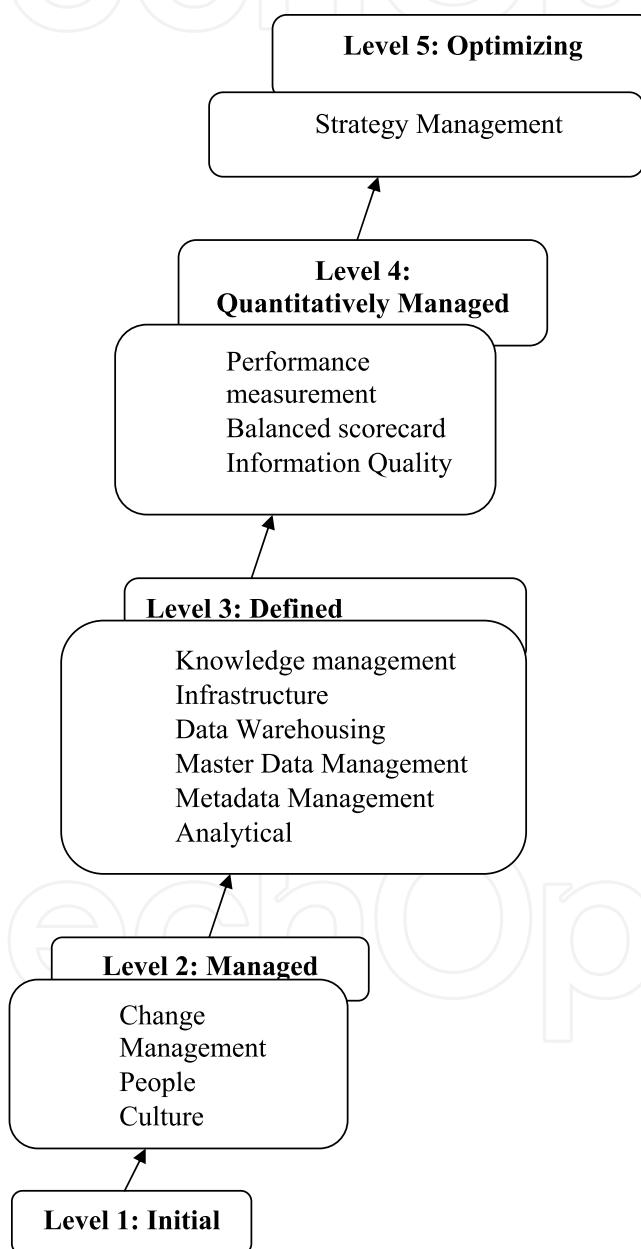 Level 5: Optimizing
Strategy Management
Level 4:
Quantitatively Managed
Performance
measurement
Balanced scorecard
Information Quality
Level 3: Defined
Knowledge management
Infrastructure
Data Warehousing
Master Data Management
Metadata Management
Analytical
Level 2: Managed
Change
Management
People
Culture
Level 1: Initial